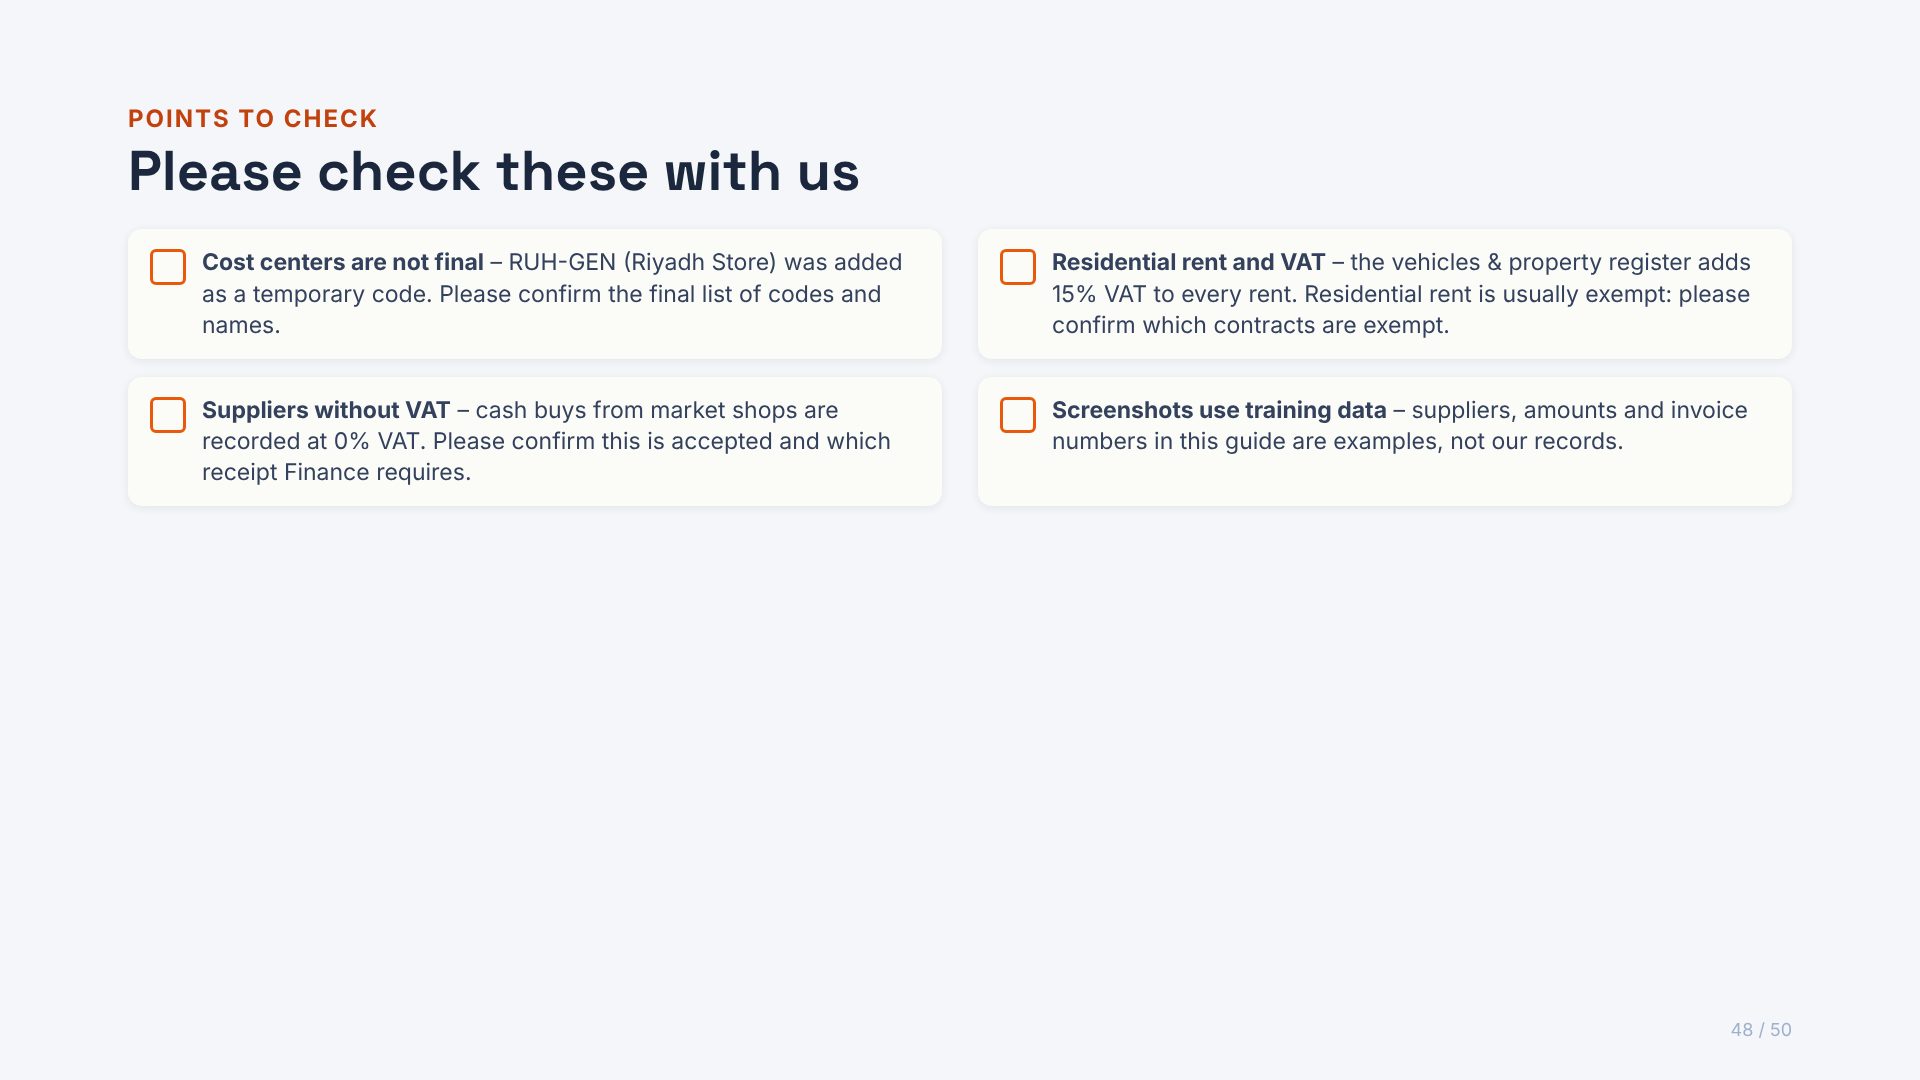 POINTS TO CHECK
Please check these with us
Cost centers are not final – RUH-GEN (Riyadh Store) was added
as a temporary code. Please confirm the final list of codes and
names.
Residential rent and VAT – the vehicles & property register adds
15% VAT to every rent. Residential rent is usually exempt: please
confirm which contracts are exempt.
Suppliers without VAT – cash buys from market shops are
recorded at 0% VAT. Please confirm this is accepted and which
receipt Finance requires.
Screenshots use training data – suppliers, amounts and invoice
numbers in this guide are examples, not our records.
48 / 50